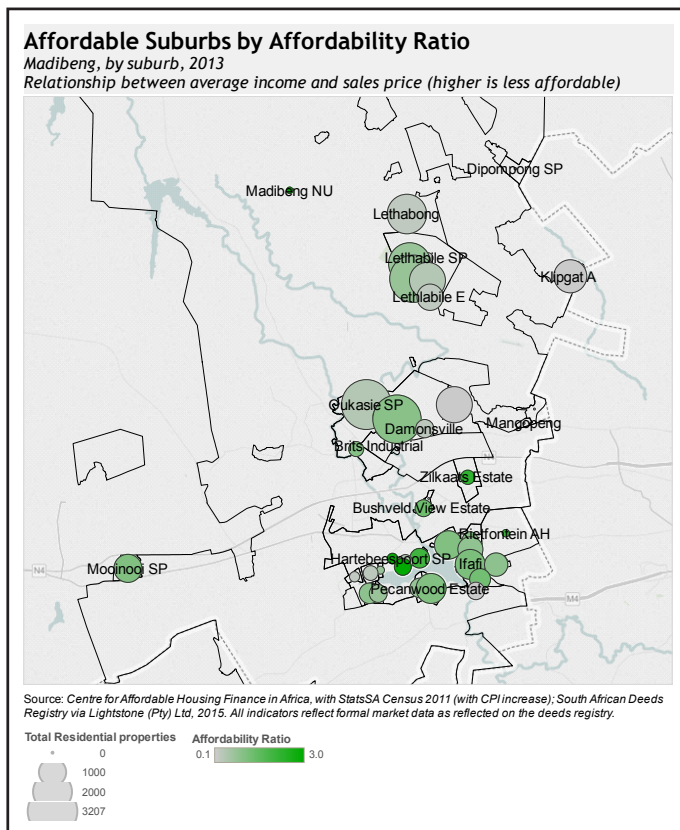 Affordable Suburbs by Affordability Ratio
Madibeng, by suburb, 2013
Relationship between average income and sales price (higher is less affordable)
Dipompong SP
Madibeng NU
Lethabong
Lethabile SP
Klipgat A
Lethlabile E
Oukasie SP
Mangopeng
Damonsville
Brits Industrial
Zilkaats Estate
Bushveld View Estate
Rietfontein AH
Hartebeespoort SP
Ifafi
Mooinooi SP
N4
Pecanwood Estate
M4
Source: Centre for Affordable Housing Finance in Africa, with StatsSA Census 2011 (with CPI increase); South African Deeds
Registry via Lightstone (Pty) Ltd, 2015. All indicators reflect formal market data as reflected on the deeds registry.
Total Residential properties
0
1000
2000
3207
Affordability Ratio
0.1 3.0